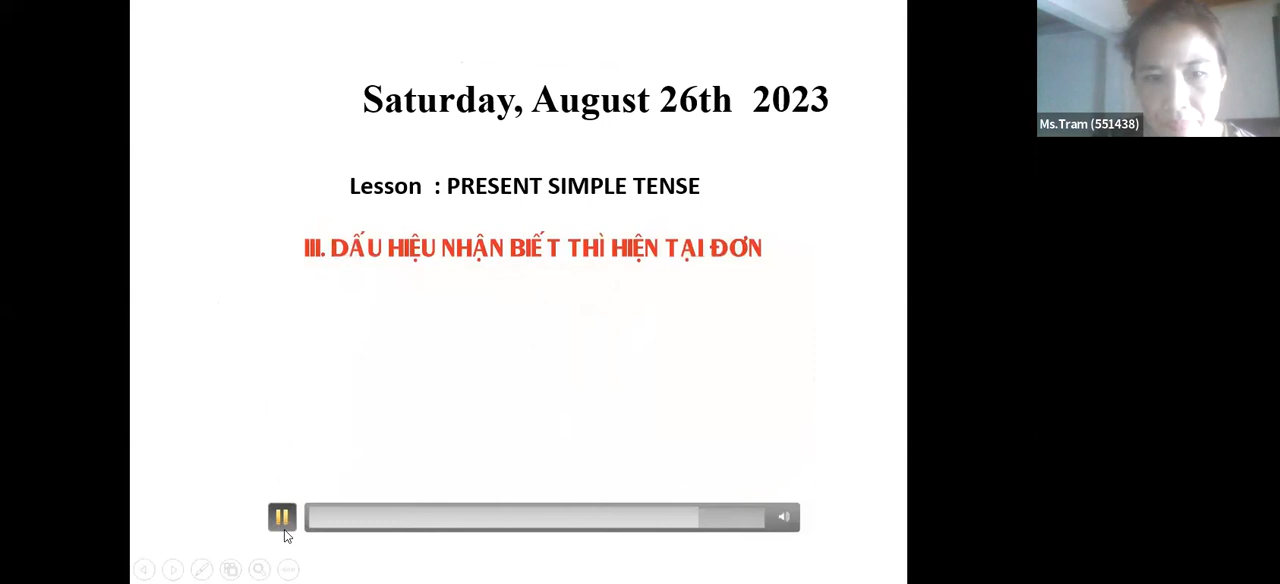 Saturday, August 26th 2023
Ms.Tram (551438)
Lesson : PRESENT SIMPLE TENSE
III. DẤU HIỆU NHẬN BIẾT THÌ HIỆN TẠI ĐƠN